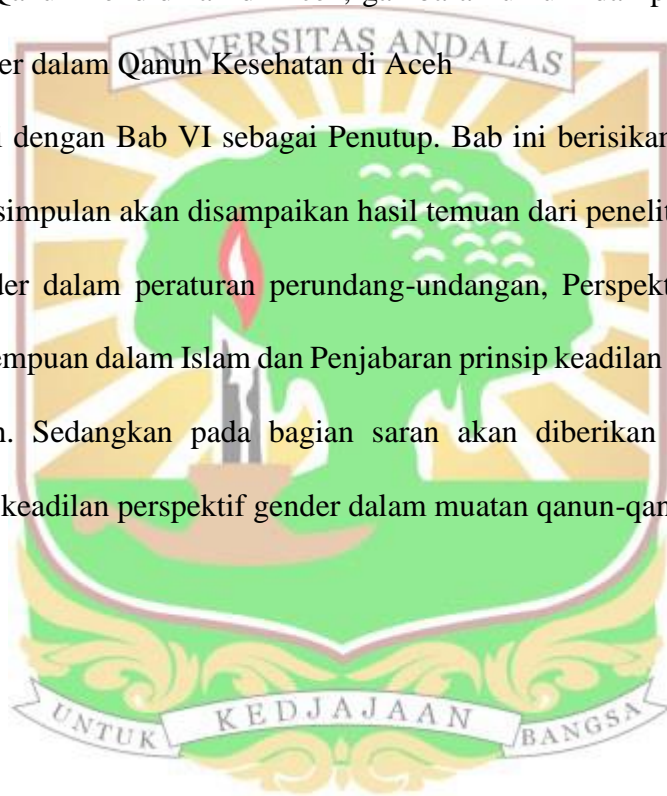 UNIVERSITAS ANDALAS
er dalam Qanun Kesehatan di Aceh
i dengan Bab VI sebagai Penutup. Bab ini berisikan
simpulan akan disampaikan hasil temuan dari penelit
der dalam peraturan perundang-undangan, Perspekt
empuan dalam Islam dan Penjabaran prinsip keadilan
n. Sedangkan pada bagian saran akan diberikan
keadilan perspektif gender dalam muatan qanun-qan
UNTUK KEDJAJAAN BANGSA